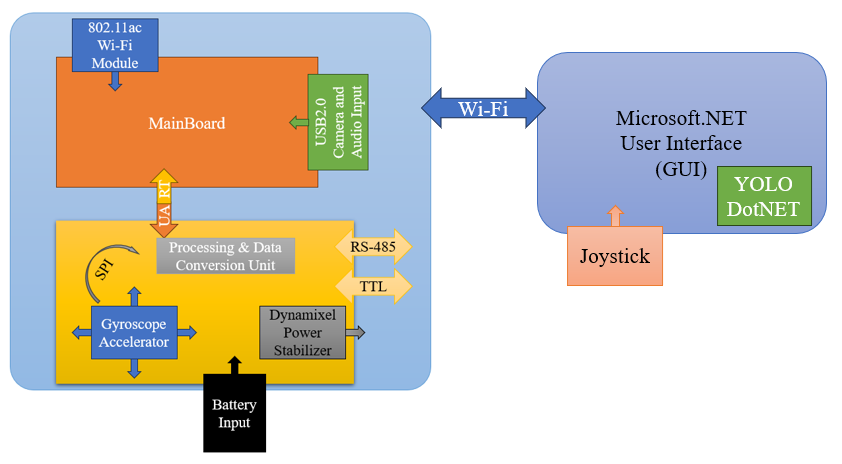 802.11ac
Wi-Fi
Module
MainBoard
USB2.0
Camera and
Audio Input
UART
Processing & Data
Conversion Unit
SPI
Gyroscope
Accelerator
Dynamixel
Power
Stabilizer
RS-485
TTL
Battery
Input
Wi-Fi
Microsoft.NET
User Interface
(GUI)
YOLO
DotNET
Joystick